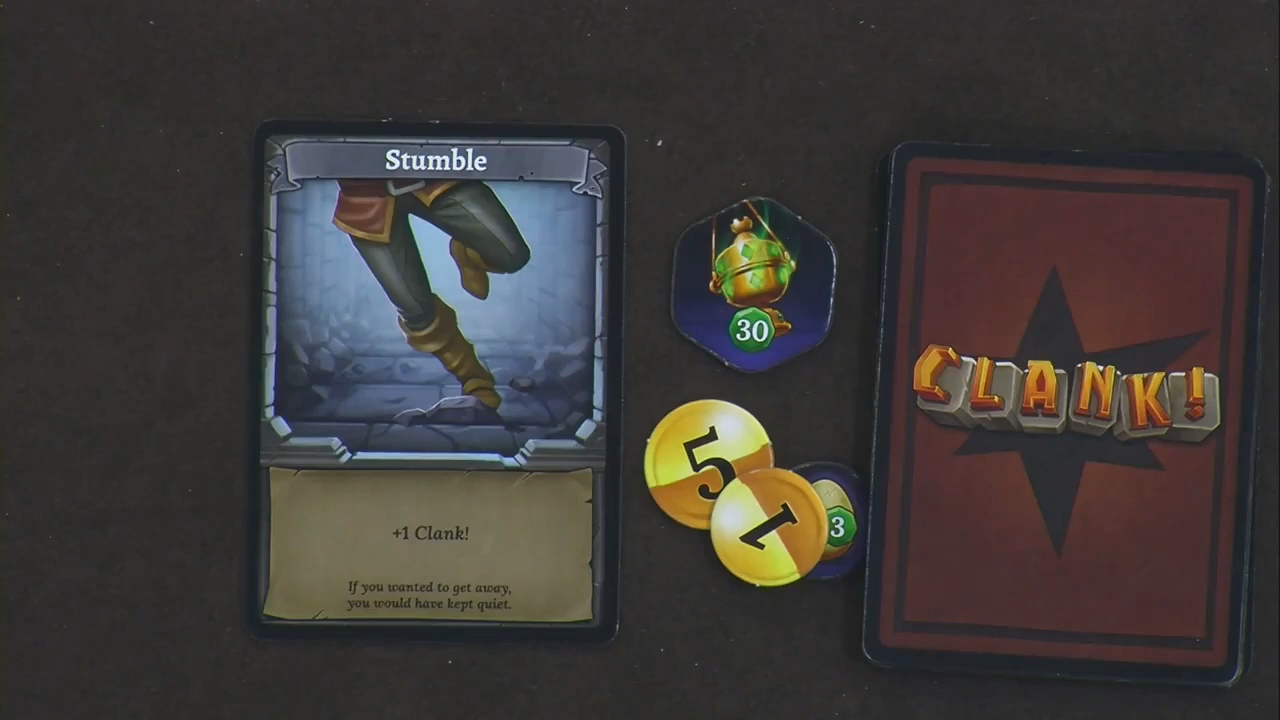 Stumble
+1 Clank!
If you wanted to get away,
you would have kept quiet.
30
5
1
3
CLANK!